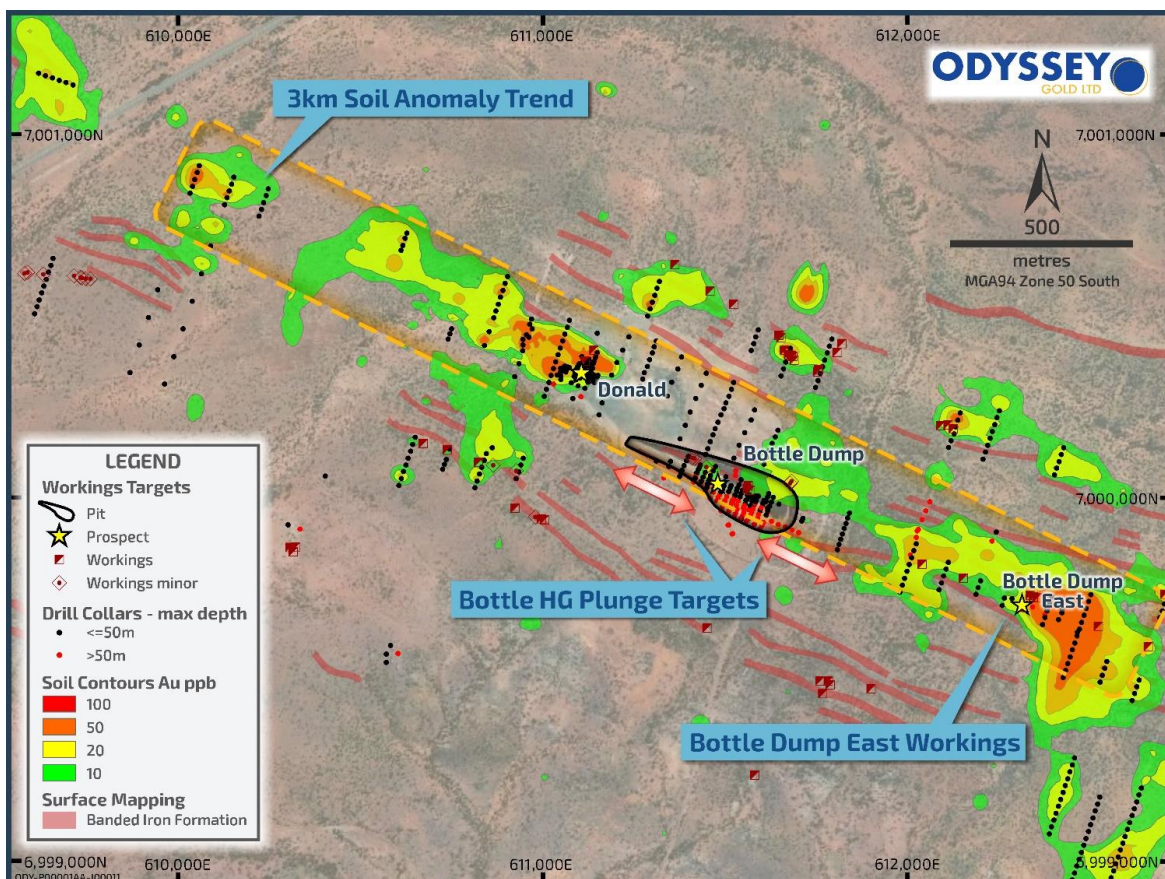 610,000E
611,000E
612,000E
ODYSSEY
GOLD LTD
3km Soil Anomaly Trend
7,001,000N
7,001,000N
N
500
metres
MGA94 Zone 50 South
Donald
Bottle Dump
7,000,000N
Bottle HG Plunge Targets
Bottle Dump
East
Bottle Dump East Workings
LEGEND
Workings Targets
Pit
Prospect
Workings
Workings minor
Drill Collars - max depth
<=50m
>50m
Soil Contours Au ppb
100
50
20
10
Surface Mapping
Banded Iron Formation
6,999,000N
6,999,000N
610,000E
611,000E
612,000E